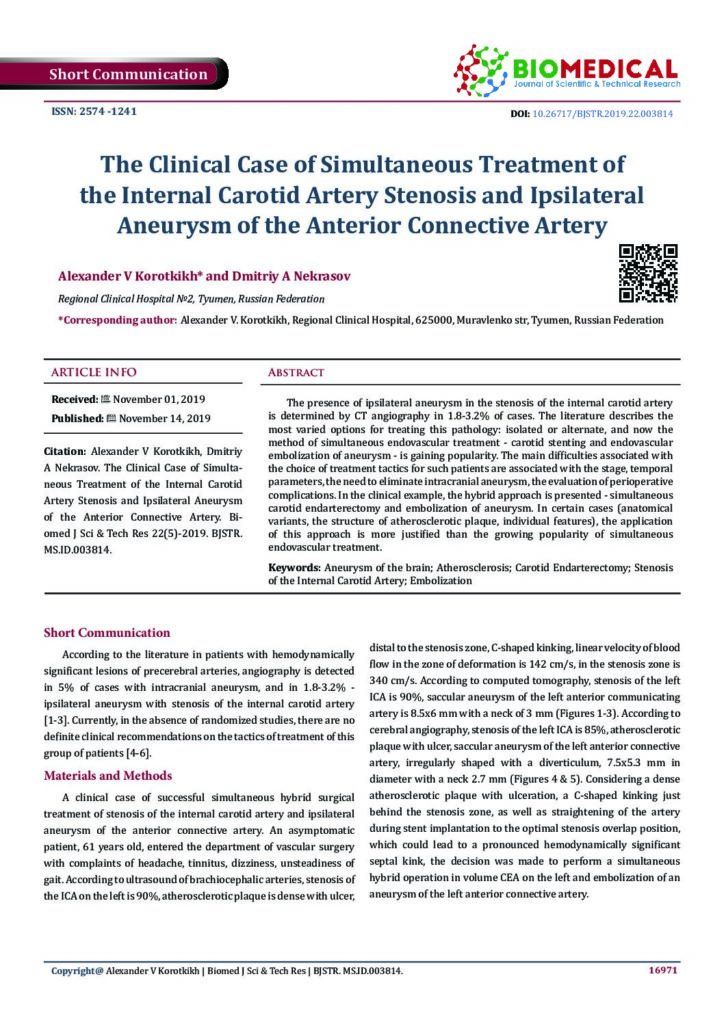 Short Communication
BIOMEDICAL
Journal of Scientific & Technical Research
ISSN: 2574 -1241
DOI: 10.26717/BJSTR.2019.22.003814
The Clinical Case of Simultaneous Treatment of
the Internal Carotid Artery Stenosis and Ipsilateral
Aneurysm of the Anterior Connective Artery
Alexander V Korotkikh* and Dmitriy A Nekrasov
Regional Clinical Hospital №2, Tyumen, Russian Federation
*Corresponding author: Alexander V. Korotkikh, Regional Clinical Hospital, 625000, Muravlenko str, Tyumen, Russian Federation
ARTICLE INFO
Received: November 01, 2019
Published: November 14, 2019
Citation: Alexander V Korotkikh, Dmitriy
A Nekrasov. The Clinical Case of Simulta-
neous Treatment of the Internal Carotid
Artery Stenosis and Ipsilateral Aneurysm
of the Anterior Connective Artery. Bi-
omed J Sci & Tech Res 22(5)-2019. BJSTR.
MS.ID.003814.
ABSTRACT
The presence of ipsilateral aneurysm in the stenosis of the internal carotid artery
is determined by CT angiography in 1.8-3.2% of cases. The literature describes the
most varied options for treating this pathology: isolated or alternate, and now the
method of simultaneous endovascular treatment - carotid stenting and endovascular
embolization of aneurysm - is gaining popularity. The main difficulties associated with
the choice of treatment tactics for such patients are associated with the stage, temporal
parameters, the need to eliminate intracranial aneurysm, the evaluation of perioperative
complications. In the clinical example, the hybrid approach is presented - simultaneous
carotid endarterectomy and embolization of aneurysm. In certain cases (anatomical
variants, the structure of atherosclerotic plaque, individual features), the application
of this approach is more justified than the growing popularity of simultaneous
endovascular treatment.
Keywords: Aneurysm of the brain; Atherosclerosis; Carotid Endarterectomy; Stenosis
of the Internal Carotid Artery; Embolization
Short Communication
According to the literature in patients with hemodynamically
significant lesions of precerebral arteries, angiography is detected
in 5% of cases with intracranial aneurysm, and in 1.8-3.2% -
ipsilateral aneurysm with stenosis of the internal carotid artery
[1-3]. Currently, in the absence of randomized studies, there are no
definite clinical recommendations on the tactics of treatment of this
group of patients [4-6].
Materials and Methods
A clinical case of successful simultaneous hybrid surgical
treatment of stenosis of the internal carotid artery and ipsilateral
aneurysm of the anterior connective artery. An asymptomatic
patient, 61 years old, entered the department of vascular surgery
with complaints of headache, tinnitus, dizziness, unsteadiness of
gait. According to ultrasound of brachiocephalic arteries, stenosis of
the ICA on the left is 90%, atherosclerotic plaque is dense with ulcer,
distal to the stenosis zone, C-shaped kinking, linear velocity of blood
flow in the zone of deformation is 142 cm/s, in the stenosis zone is
340 cm/s. According to computed tomography, stenosis of the left
ICA is 90%, saccular aneurysm of the left anterior communicating
artery is 8.5x6 mm with a neck of 3 mm (Figures 1-3). According to
cerebral angiography, stenosis of the left ICA is 85%, atherosclerotic
plaque with ulcer, saccular aneurysm of the left anterior connective
artery, irregularly shaped with a diverticulum, 7.5x5.3 mm in
diameter with a neck 2.7 mm (Figures 4 & 5). Considering a dense
atherosclerotic plaque with ulceration, a C-shaped kinking just
behind the stenosis zone, as well as straightening of the artery
during stent implantation to the optimal stenosis overlap position,
which could lead to a pronounced hemodynamically significant
septal kink, the decision was made to perform a simultaneous
hybrid operation in volume CEA on the left and embolization of an
aneurysm of the left anterior connective artery.
Copyright@ Alexander V Korotkikh | Biomed J Sci & Tech Res | BJSTR. MS.ID.003814.
16971